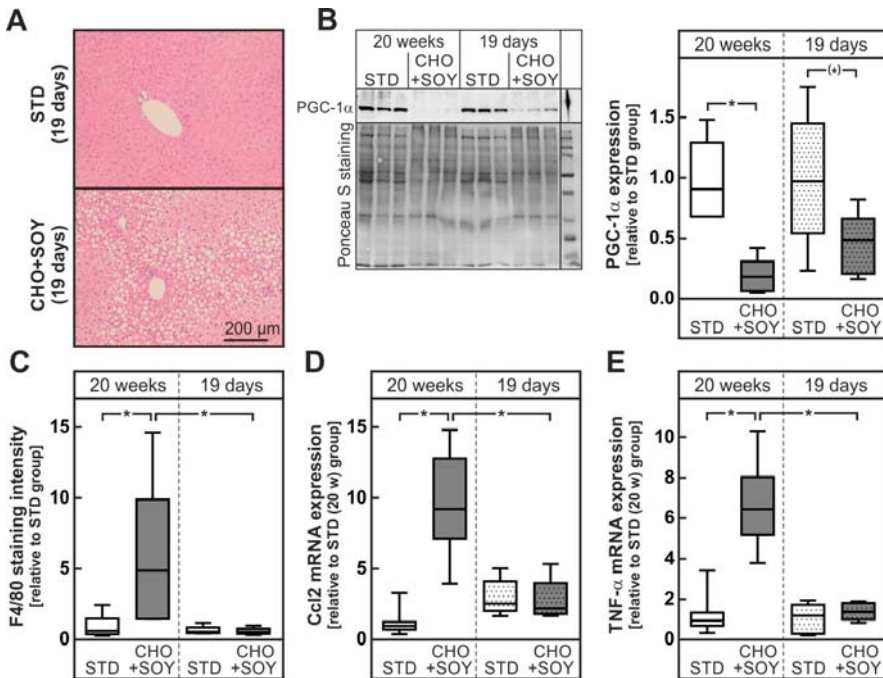 A
STD
(19 days)
CHO+SOY
(19 days)
200 µm
B
20 weeks
19 days
STD
CHO
+SOY
STD
CHO
+SOY
PGC-1α
Ponceau S staining
20 weeks
19 days
PGC-1α expression
[relative to STD group]
1.5
1.0
0.5
0.0
*
(*)
STD
CHO
+SOY
STD
CHO
+SOY
C
20 weeks
19 days
F4/80 staining intensity
[relative to STD group]
15
10
5
0
*
*
STD
CHO
+SOY
STD
CHO
+SOY
D
20 weeks
19 days
Ccl2 mRNA expression
[relative to STD (20 w) group]
15
10
5
0
*
*
STD
CHO
+SOY
STD
CHO
+SOY
E
20 weeks
19 days
TNF-α mRNA expression
[relative to STD (20 w) group]
10
8
6
4
2
0
*
*
STD
CHO
+SOY
STD
CHO
+SOY